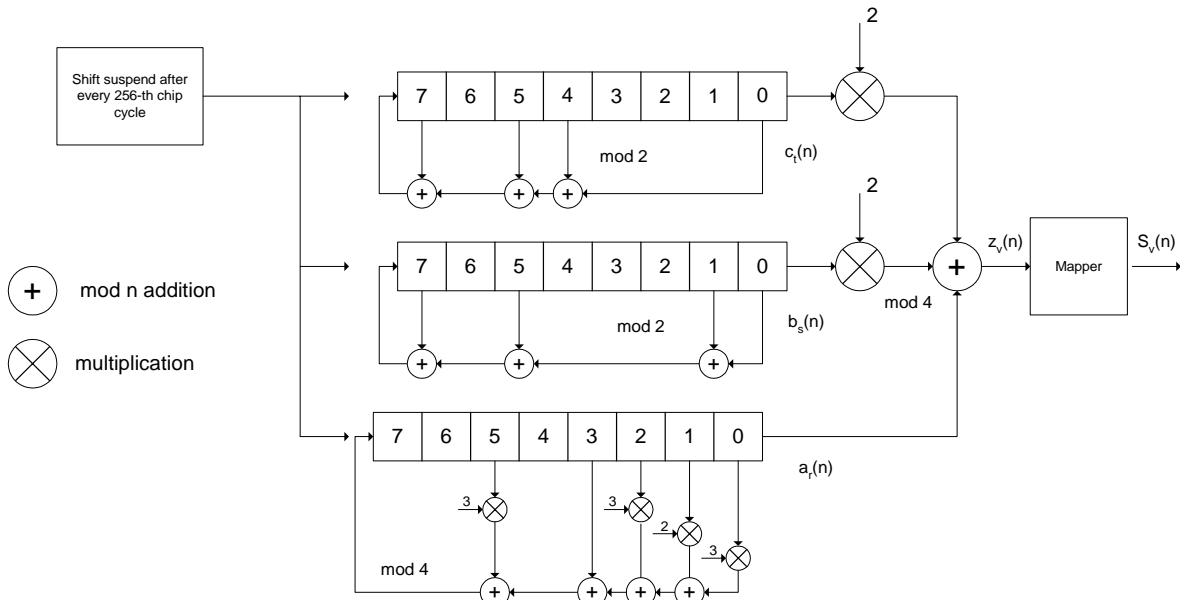 2
Shift suspend after
every 256-th chip
cycle
7 6 5 4 3 2 1 0
mod 2
c_t(n)
+ + +
2
7 6 5 4 3 2 1 0
mod 2
b_s(n)
+ + +
mod 4
+
z_v(n)
Mapper
S_v(n)
+ mod n addition
multiplication
7 6 5 4 3 2 1 0
a_r(n)
3 3 2 3
mod 4
+ + + +